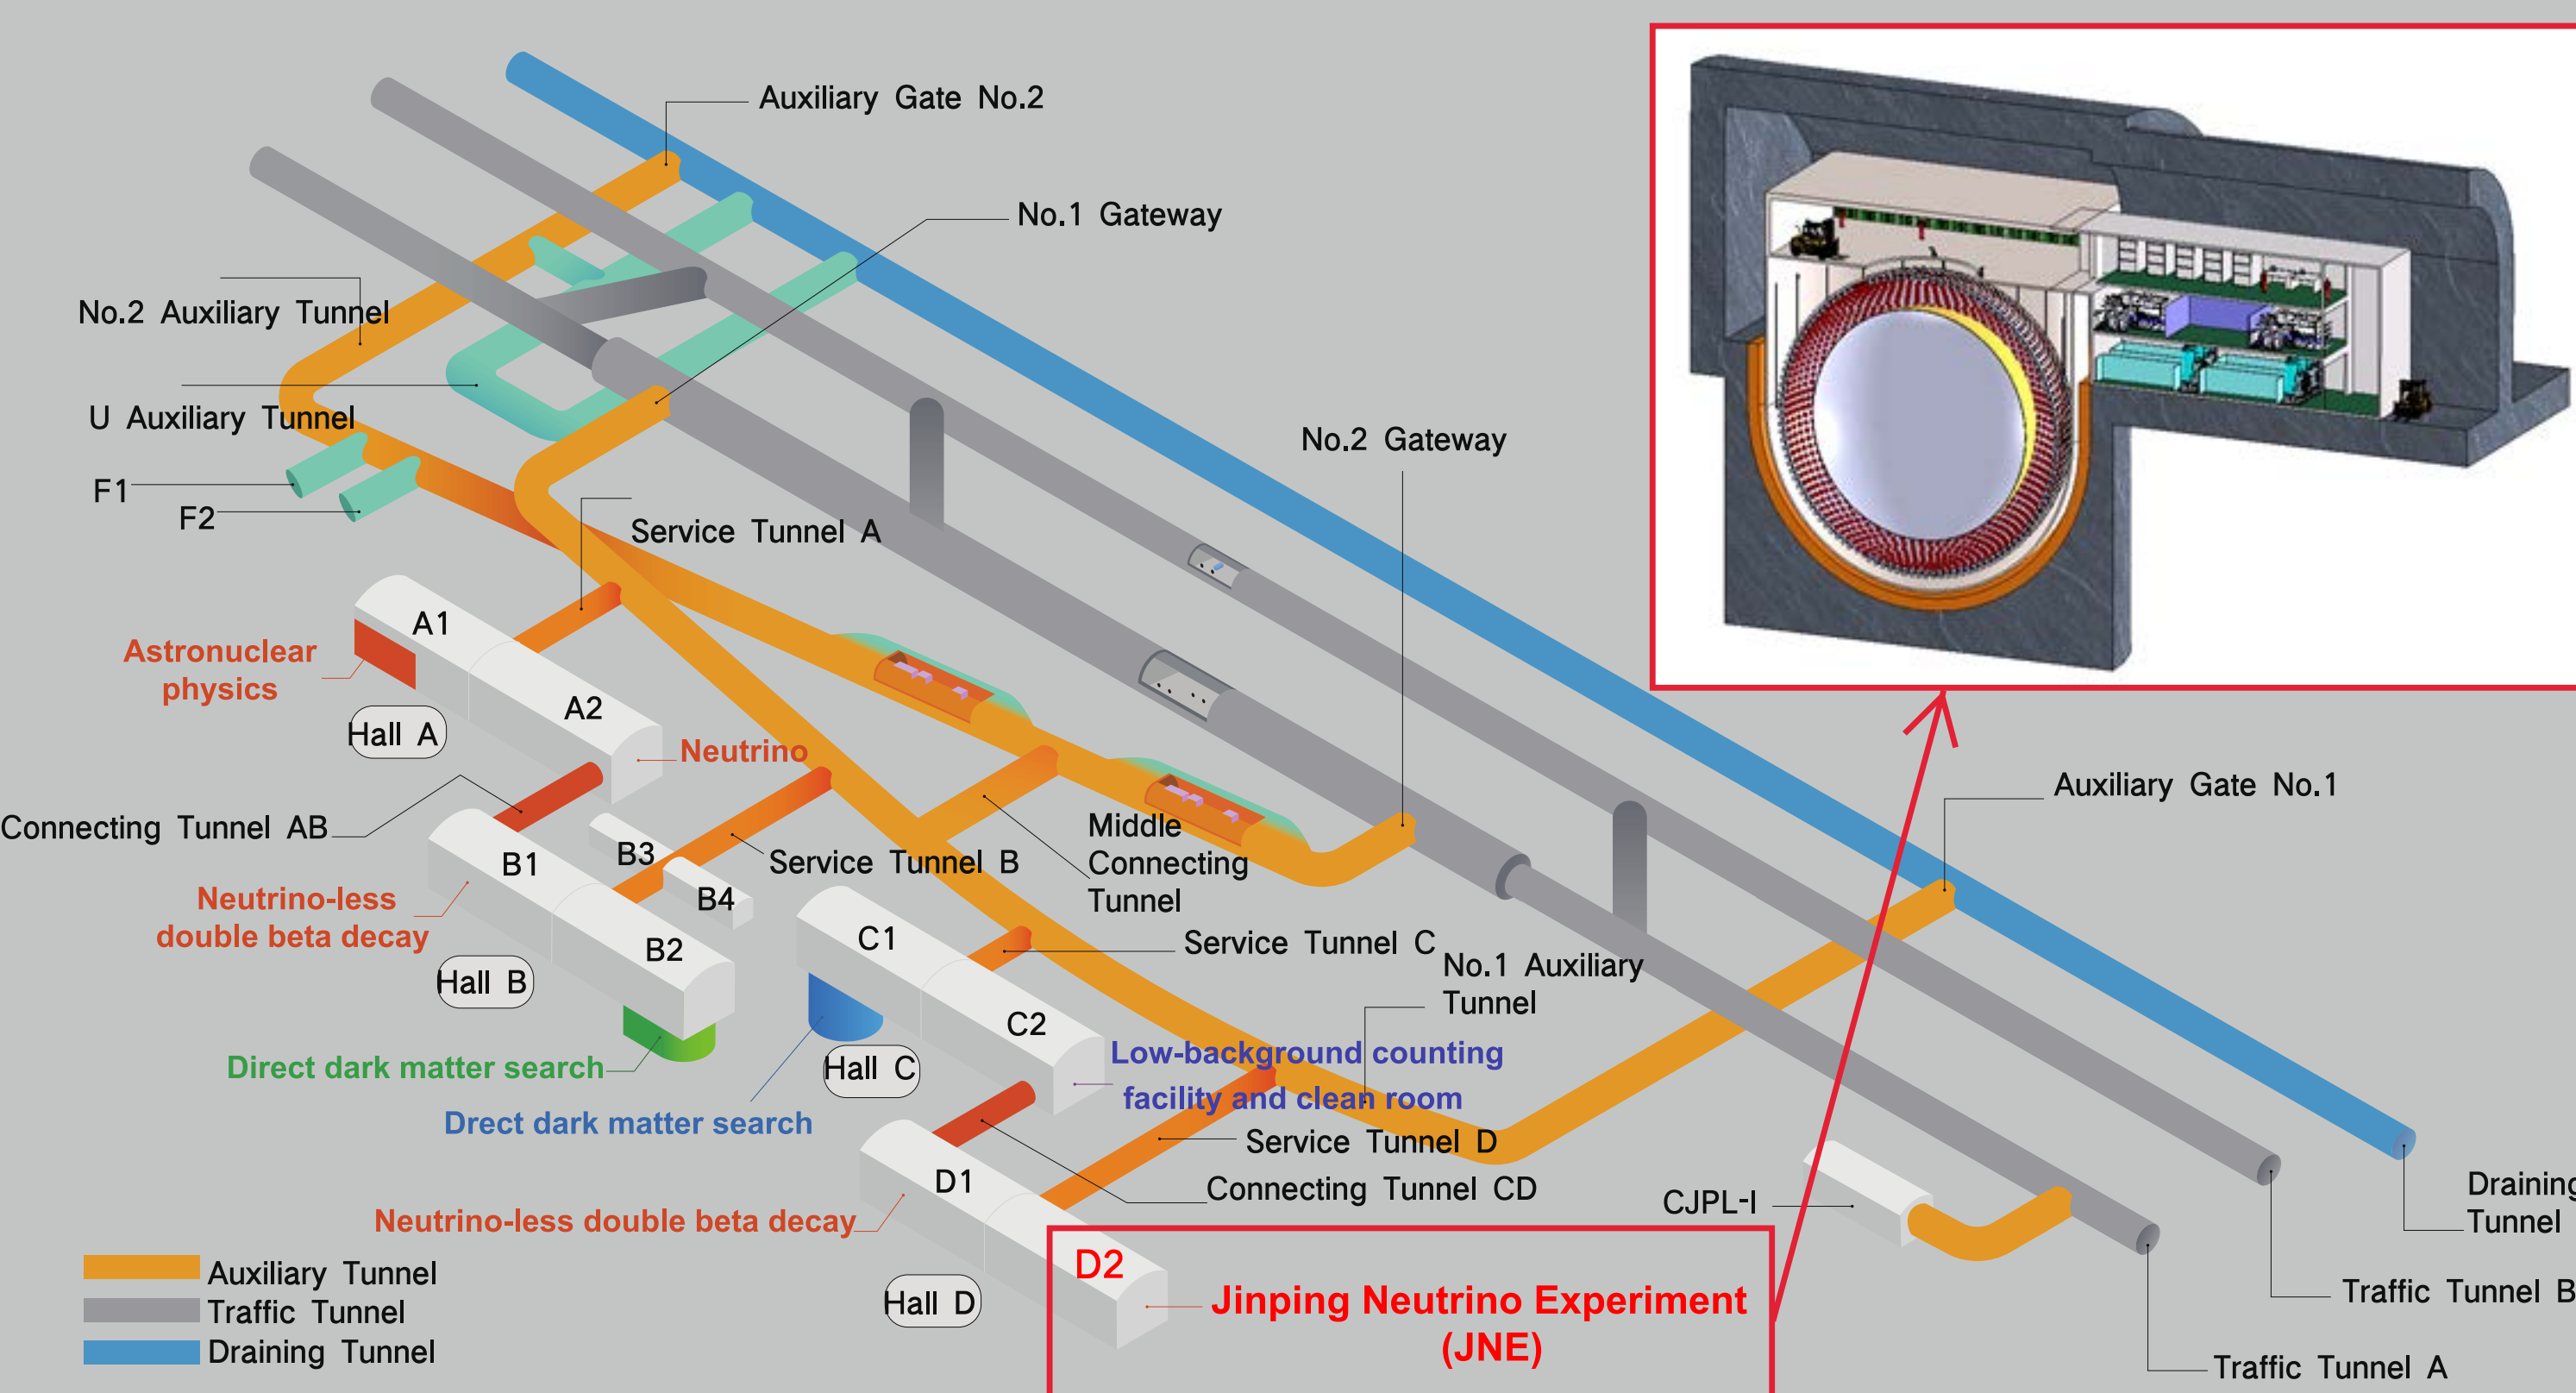 Auxiliary Gate No.2
No.1 Gateway
No.2 Auxiliary Tunnel
U Auxiliary Tunnel
No.2 Gateway
F1
F2
Service Tunnel A
A1
Astronuclear
physics
A2
Hall A
Neutrino
Auxiliary Gate No.1
Connecting Tunnel AB
B3
B1
Service Tunnel B
Middle
Connecting
Tunnel
B4
Neutrino-less
double beta decay
B2
C1
Service Tunnel C
No.1 Auxiliary
Tunnel
Hall B
C2
Direct dark matter search
Hall C
Low-background counting
facility and clean room
Drect dark matter search
Service Tunnel D
D1
Connecting Tunnel CD
CJPL-I
Draining
Tunnel
Neutrino-less double beta decay
D2
Auxiliary Tunnel
Traffic Tunnel
Draining Tunnel
Hall D
Jinping Neutrino Experiment
(JNE)
Traffic Tunnel B
Traffic Tunnel A